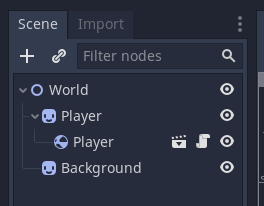 Scene Import
Filter nodes
World
Player
Player
Background